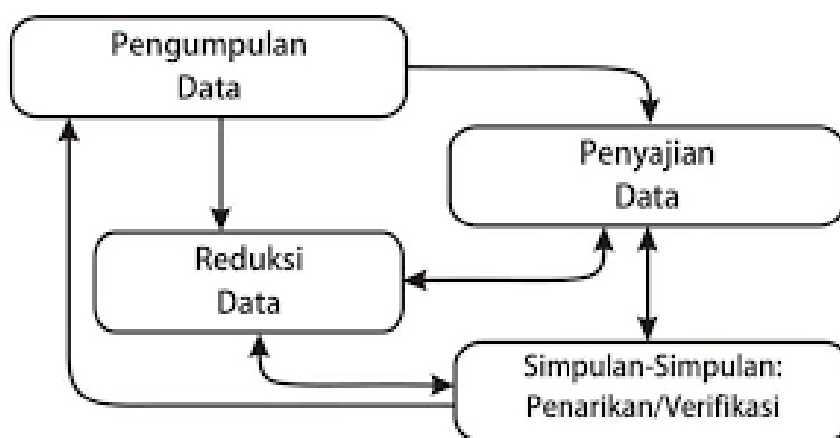 Pengumpulan
Data
Penyajian
Data
Reduksi
Data
Simpulan-Simpulan:
Penarikan/Verifikasi